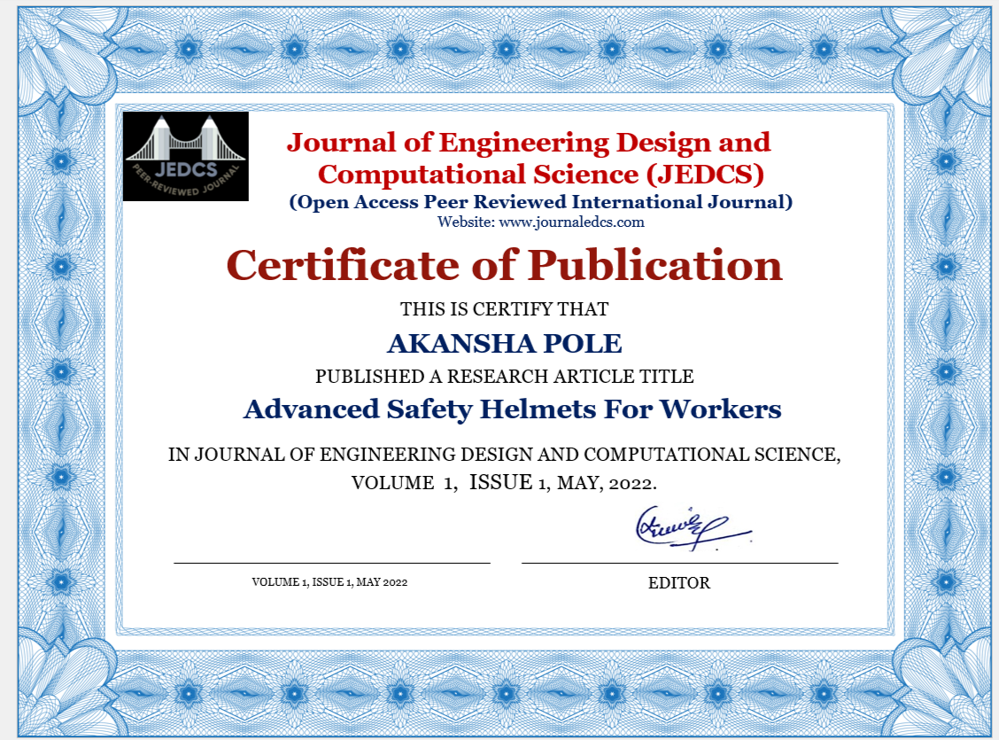 JEDCS
PEER-REVIEWED JOURNAL
Journal of Engineering Design and
Computational Science (JEDCS)
(Open Access Peer Reviewed International Journal)
Website: www.journaledcs.com
Certificate of Publication
THIS IS CERTIFY THAT
AKANSHA POLE
PUBLISHED A RESEARCH ARTICLE TITLE
Advanced Safety Helmets For Workers
IN JOURNAL OF ENGINEERING DESIGN AND COMPUTATIONAL SCIENCE,
VOLUME 1, ISSUE 1, MAY, 2022.
VOLUME 1, ISSUE 1, MAY 2022
EDITOR